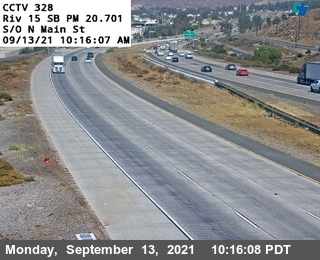 CCTV 328
Riv 15 SB PM 20.701
S/O N Main St
09/13/21 10:16:07 AM
Monday, September 13, 2021 10:16:08 PDT